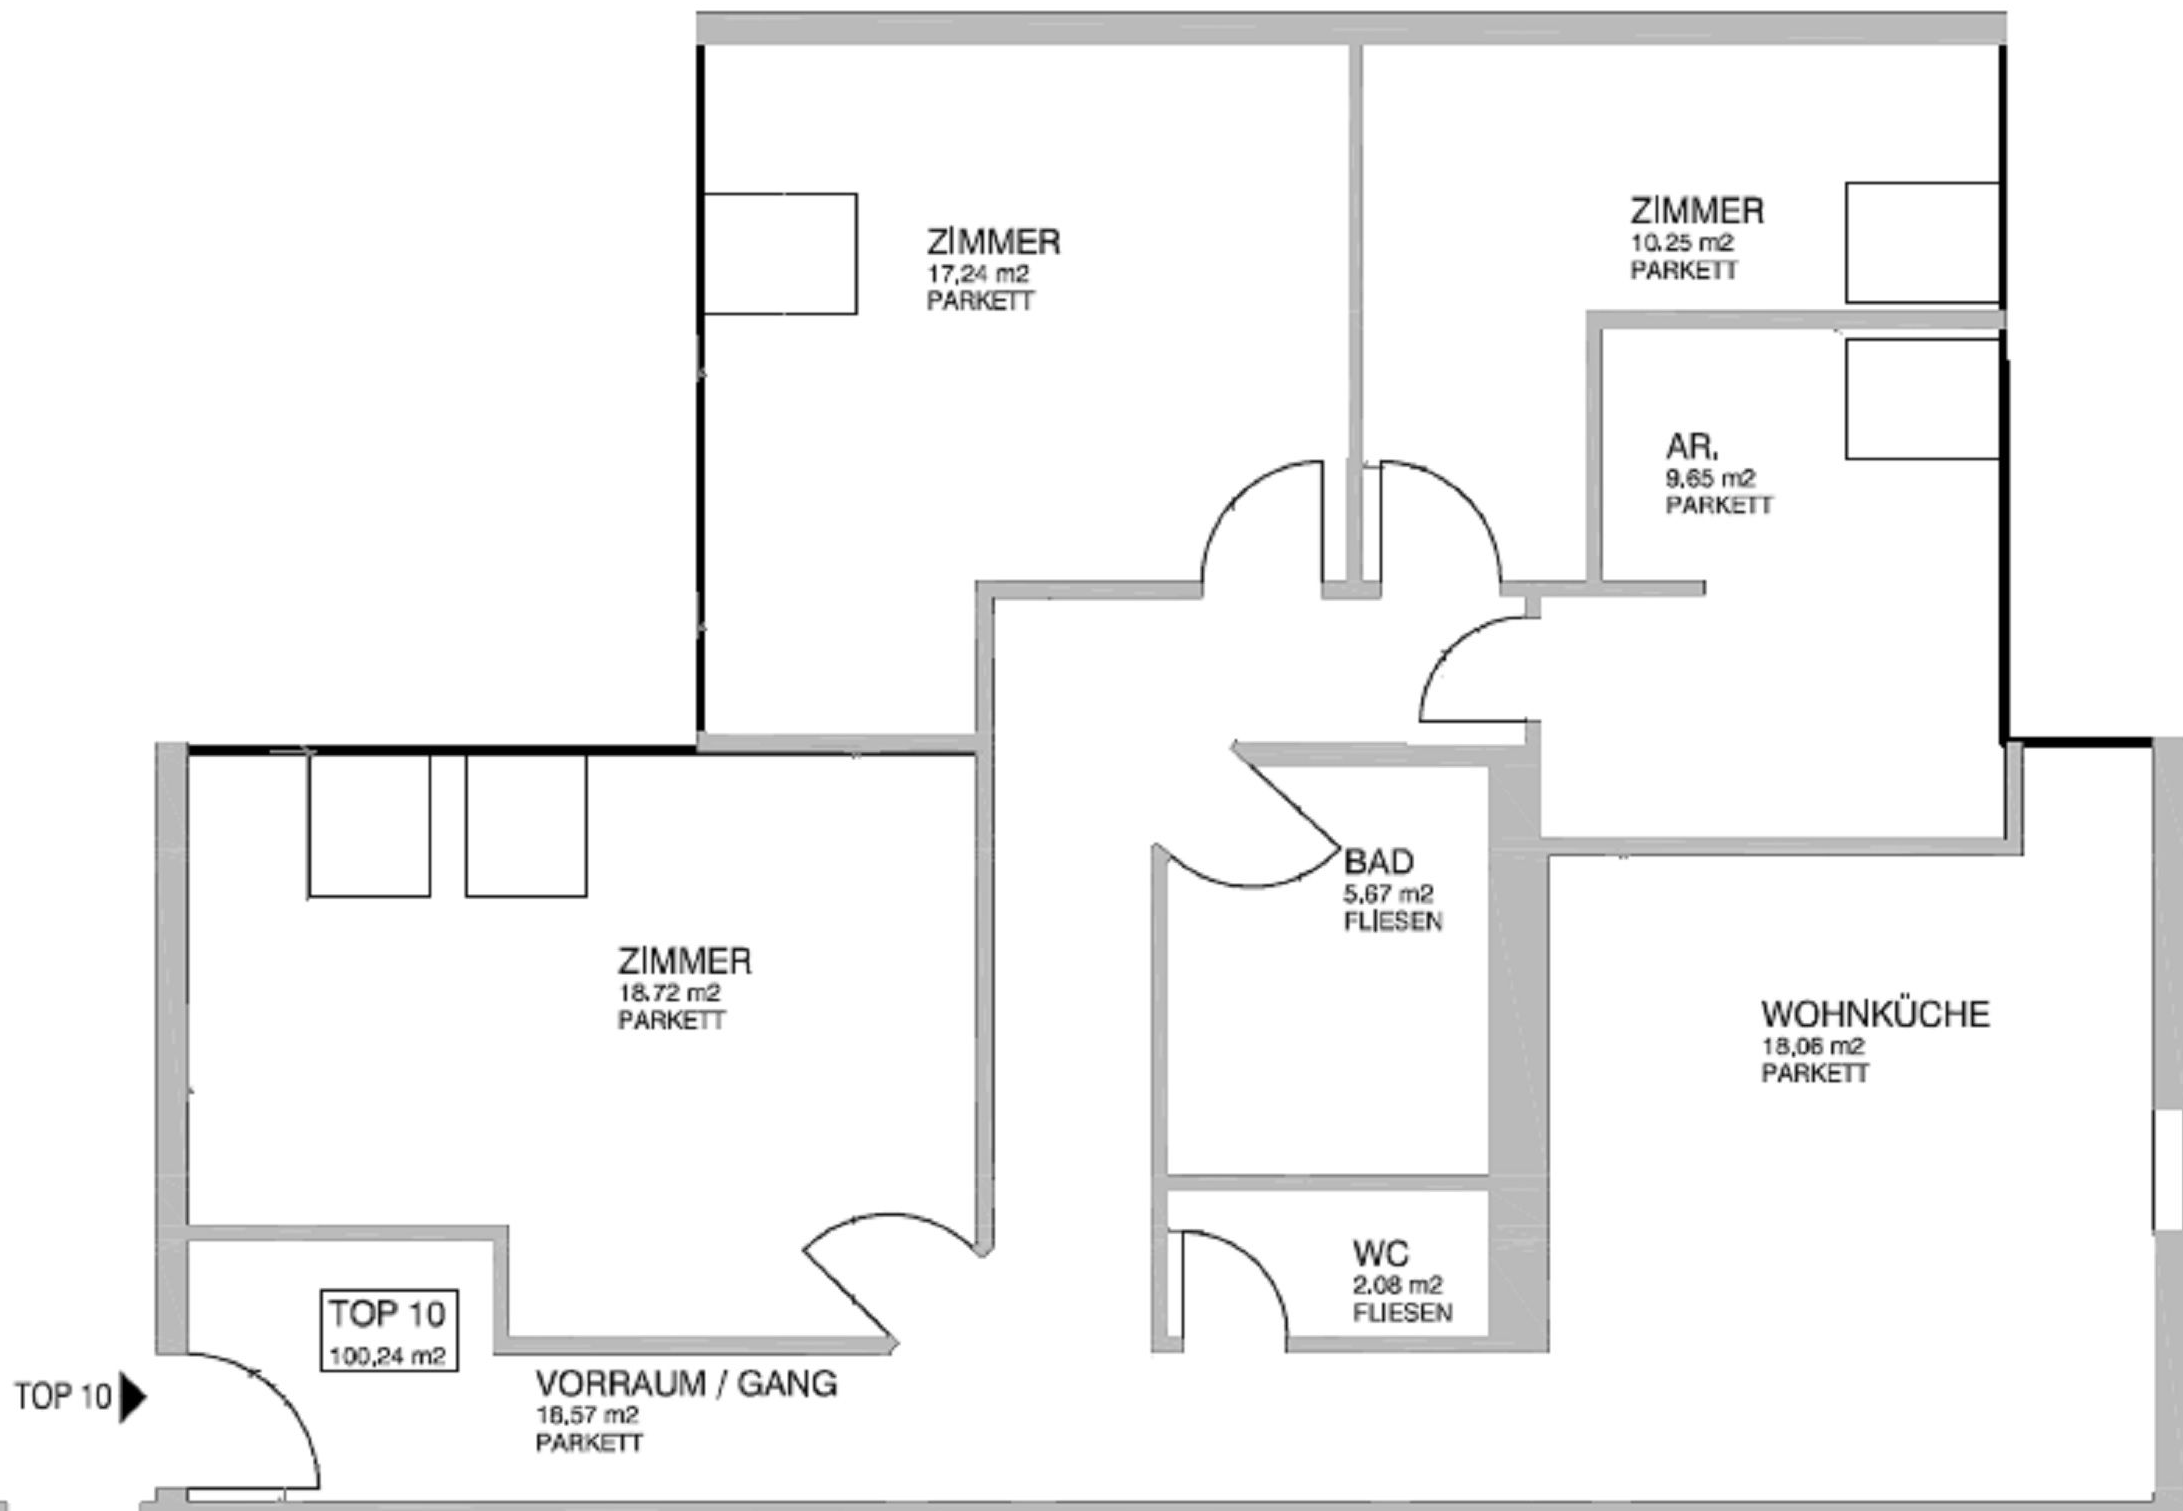 ZIMMER
17,24 m2
PARKETT
ZIMMER
10.25 m2
PARKETT
AR.
9,65 m2
PARKETT
BAD
5,67 m2
FLIESEN
ZIMMER
18.72 m2
PARKETT
WOHNKÜCHE
18,06 m2
PARKETT
WC
2.08 m2
FLIESEN
TOP 10
100,24 m2
TOP 10
VORRAUM / GANG
18,57 m2
PARKETT